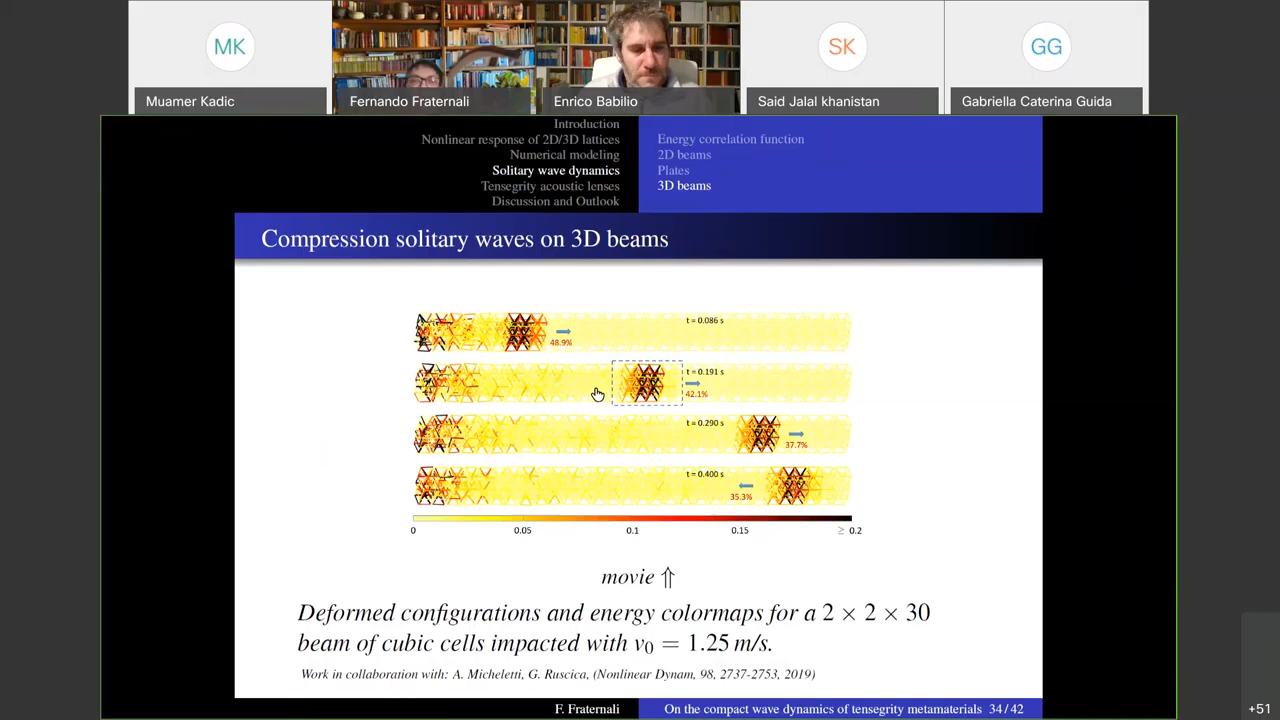 MK
SK
GG
Muamer Kadic
Fernando Fraternali
Enrico Babilio
Said Jalal khanistan
Gabriella Caterina Guida
Introduction
Nonlinear response of 2D/3D lattices
Numerical modeling
Solitary wave dynamics
Tensegrity acoustic lenses
Discussion and Outlook
Energy correlation function
2D beams
Plates
3D beams
Compression solitary waves on 3D beams
t = 0.086 s
48.9%
t = 0.191 s
42.1%
t = 0.290 s
37.7%
t = 0.400 s
35.3%
0 0.05 0.1 0.15 ≥ 0.2
movie ⇑
Deformed configurations and energy colormaps for a 2 × 2 × 30
beam of cubic cells impacted with v₀ = 1.25 m/s.
Work in collaboration with: A. Micheletti, G. Ruscica, (Nonlinear Dynam, 98, 2737-2753, 2019)
F. Fraternali
On the compact wave dynamics of tensegrity metamaterials 34 / 42
+51